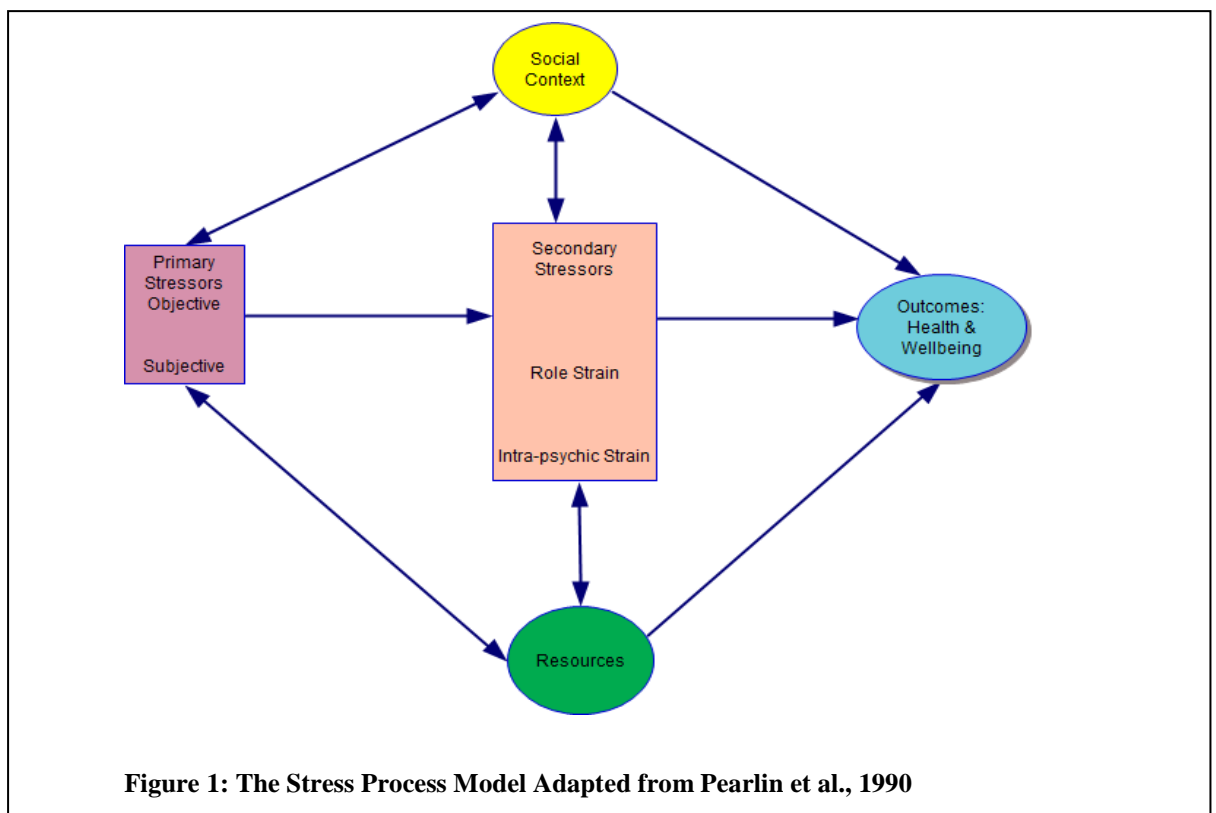 Social
Context
Primary
Stressors
Objective
Subjective
Secondary
Stressors
Role Strain
Intra-psychic Strain
Outcomes:
Health &
Wellbeing
Resources
Figure 1: The Stress Process Model Adapted from Pearlin et al., 1990